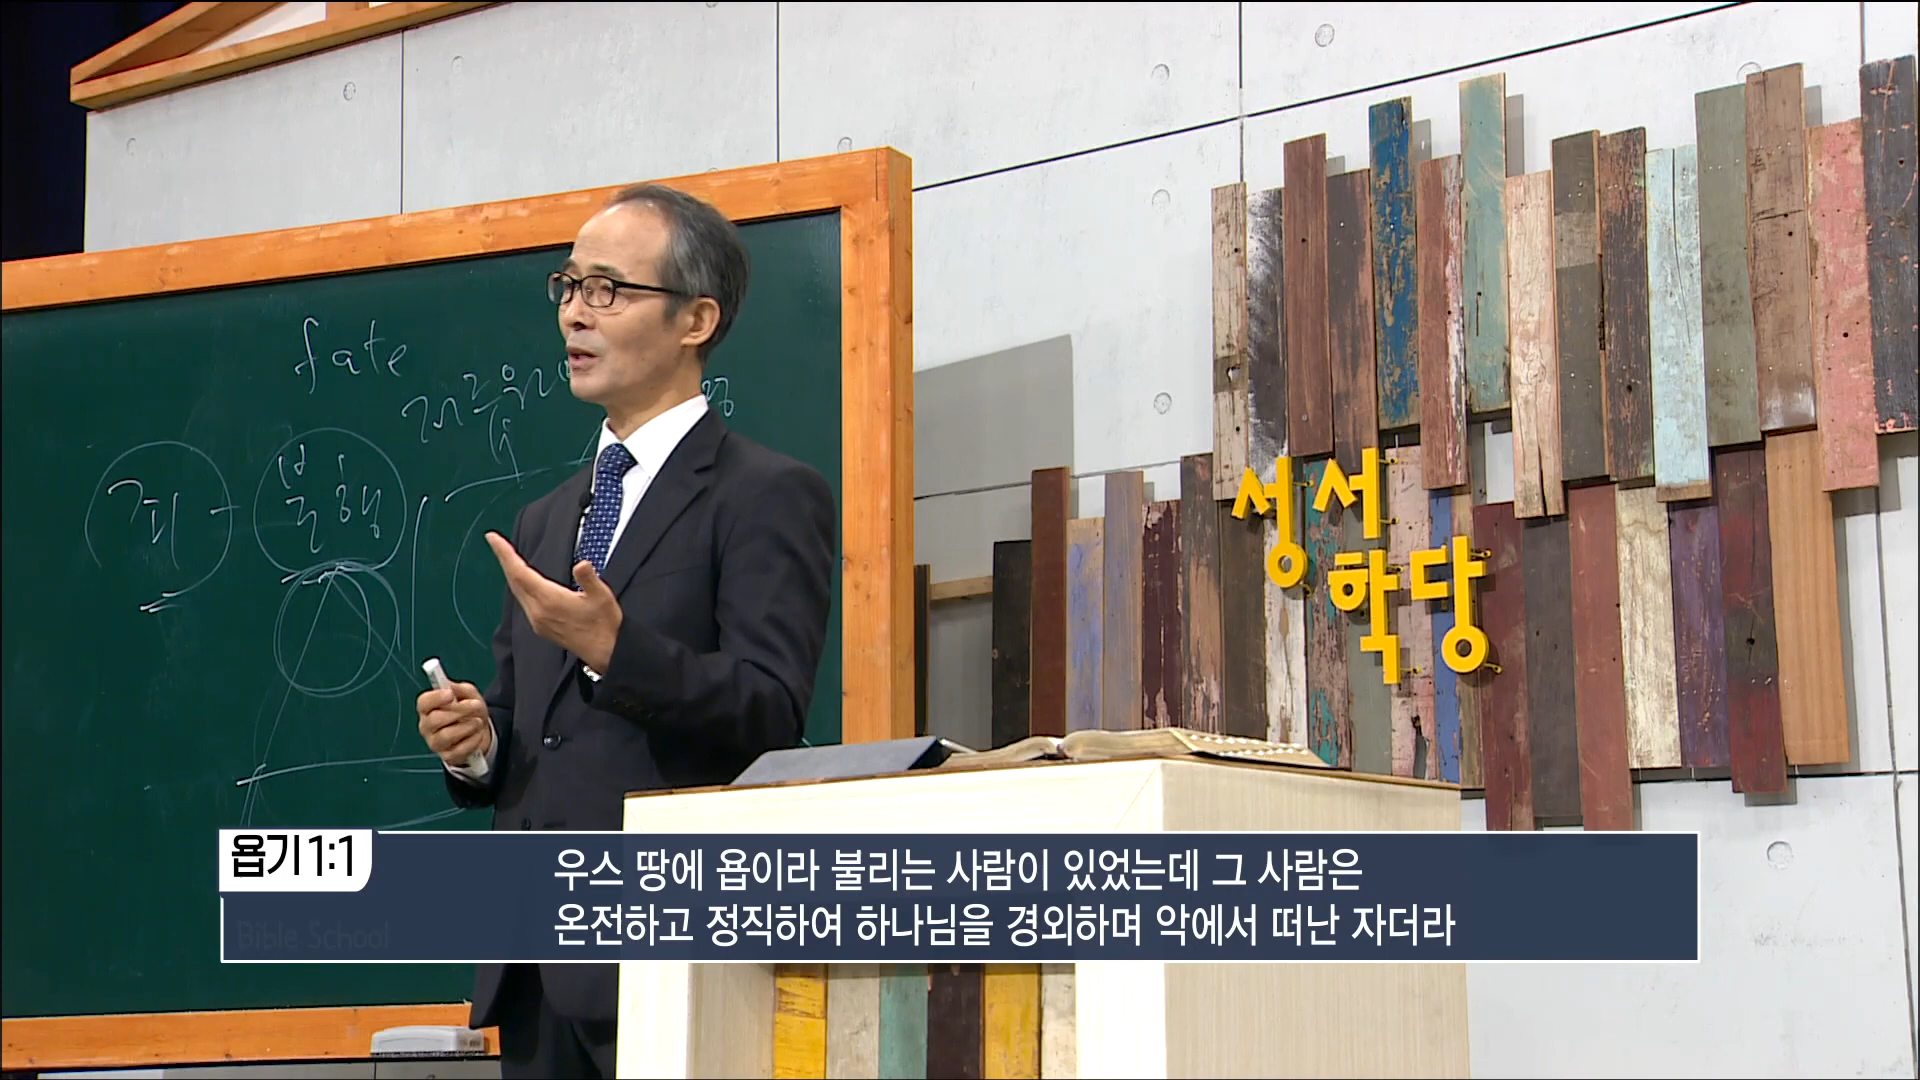 fate
죄 - 불행
성서
학당
욥기 1:1
우스 땅에 욥이라 불리는 사람이 있었는데 그 사람은
온전하고 정직하여 하나님을 경외하며 악에서 떠난 자더라
Bible School